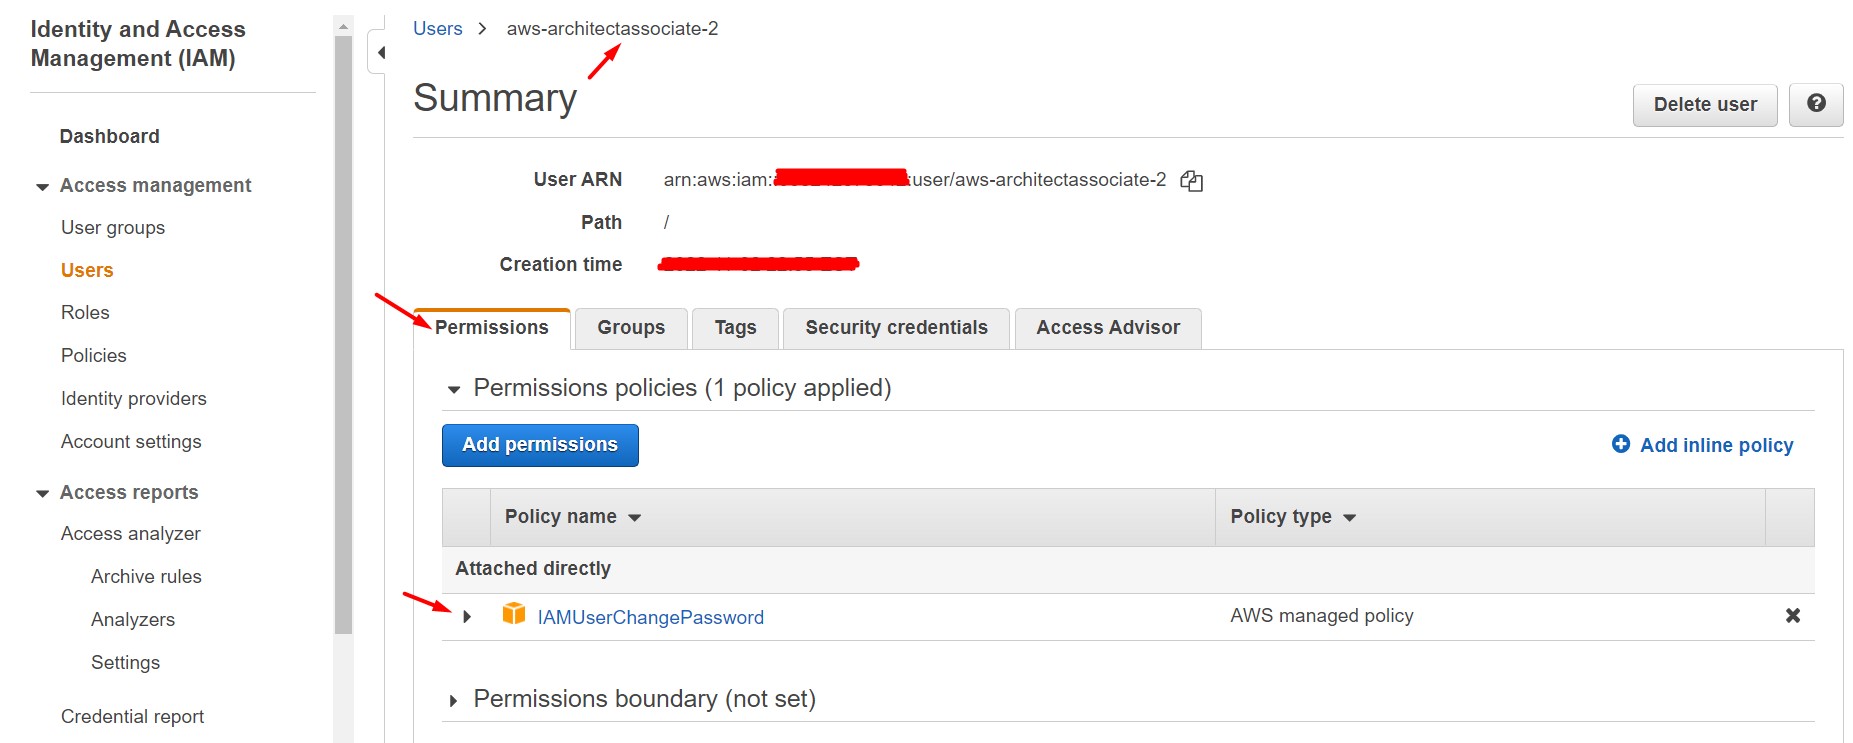 Identity and Access
Management (IAM)
Dashboard
Access management
User groups
Users
Roles
Policies
Identity providers
Account settings
Access reports
Access analyzer
Archive rules
Analyzers
Settings
Credential report
Users > aws-architectassociate-2
Summary
Delete user
?
User ARN arn:aws:iam: :user/aws-architectassociate-2
Path /
Creation time
Permissions Groups Tags Security credentials Access Advisor
Permissions policies (1 policy applied)
Add permissions
Add inline policy
Policy name Policy type
Attached directly
IAMUserChangePassword AWS managed policy
Permissions boundary (not set)